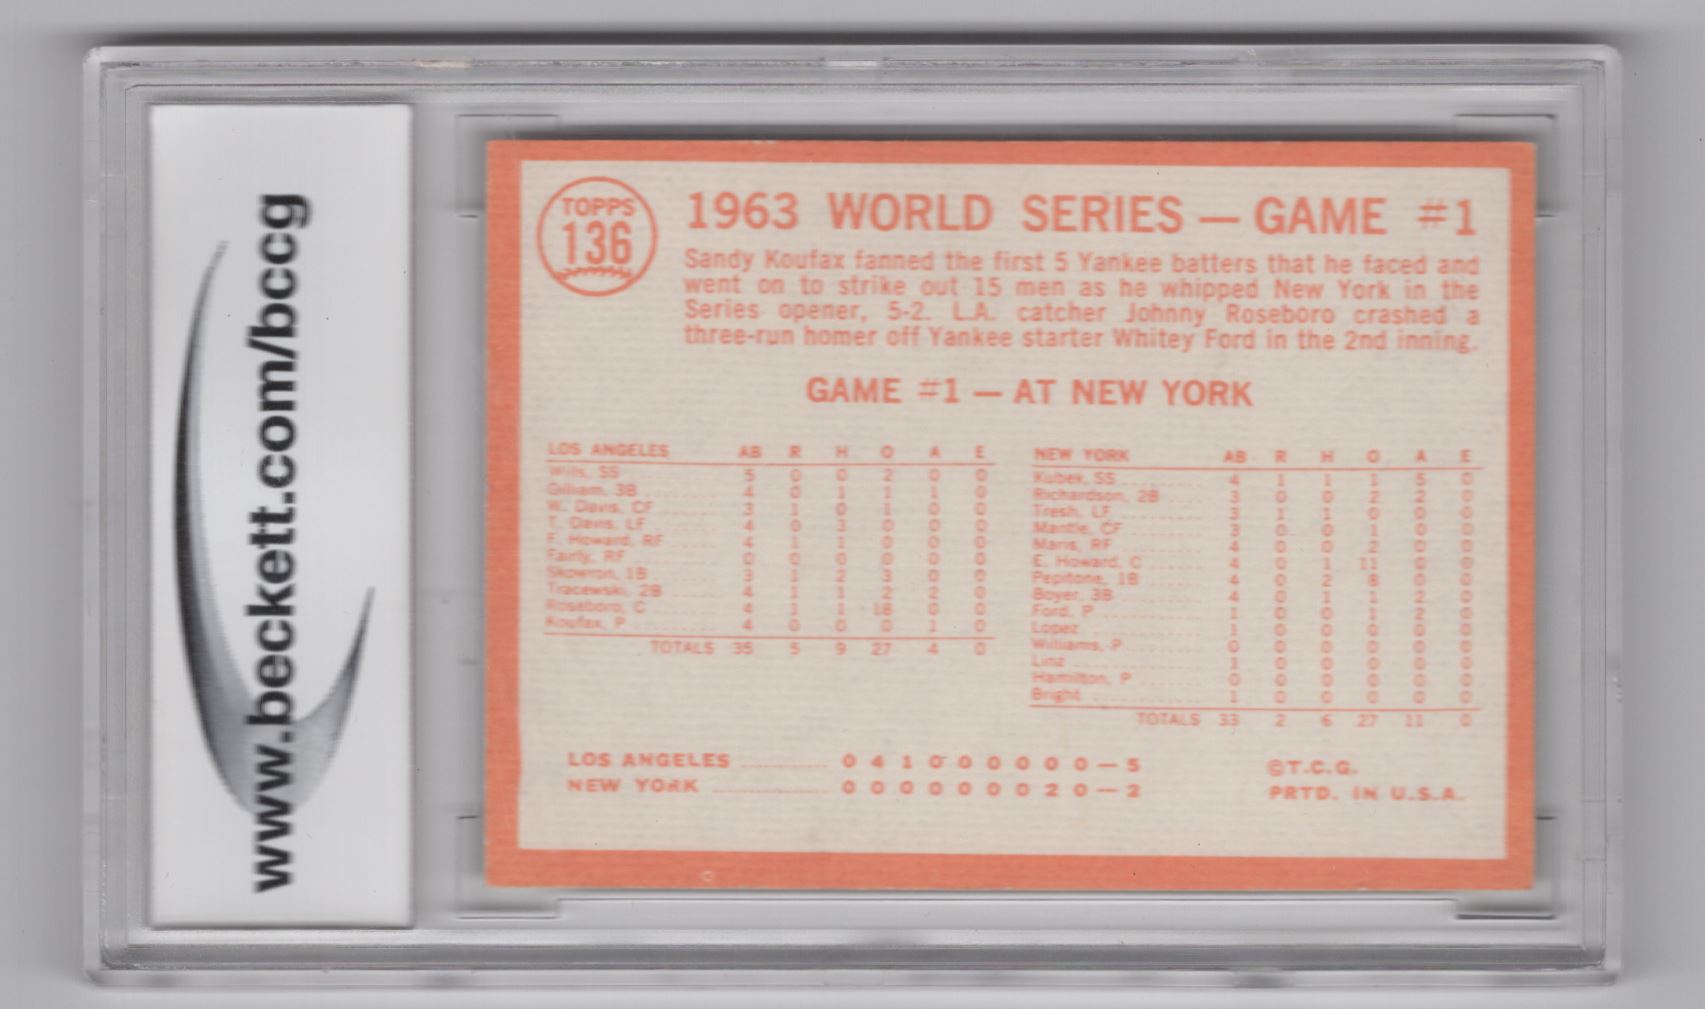 www.beckett.com/bccg
TOPPS
136
1963 WORLD SERIES — GAME #1
Sandy Koufax fanned the first 5 Yankee batters that he faced and
went on to strike out 15 men as he whipped New York in the
Series opener, 5-2. L.A. catcher Johnny Roseboro crashed a
three-run homer off Yankee starter Whitey Ford in the 2nd inning.
GAME #1 — AT NEW YORK
LOS ANGELES AB R H O A E
Wills, SS 5 0 0 2 0 0
Gilliam, 3B 4 0 1 1 1 0
W. Davis, CF 3 1 0 1 0 0
T. Davis, LF 4 0 3 0 0 0
F. Howard, RF 4 1 1 0 0 0
Fairly, RF 0 0 0 0 0 0
Skowron, 1B 3 1 2 3 0 0
Tracewski, 2B 4 1 1 2 2 0
Roseboro, C 4 1 1 18 0 0
Koufax, P 4 0 0 0 1 0
TOTALS 35 5 9 27 4 0
NEW YORK AB R H O A E
Kubek, SS 4 1 1 1 5 0
Richardson, 2B 3 0 0 2 2 0
Tresh, LF 3 1 1 0 0 0
Mantle, CF 3 0 0 1 0 0
Maris, RF 4 0 0 2 0 0
E. Howard, C 4 0 1 11 0 0
Pepitone, 1B 4 0 2 8 0 0
Boyer, 3B 4 0 1 1 2 0
Ford, P 1 0 0 1 2 0
Lopez 1 0 0 0 0 0
Williams, P 0 0 0 0 0 0
Linz 1 0 0 0 0 0
Hamilton, P 0 0 0 0 0 0
Bright 1 0 0 0 0 0
TOTALS 33 2 6 27 11 0
LOS ANGELES 0 4 1 0 0 0 0 0 0 — 5
NEW YORK 0 0 0 0 0 0 0 2 0 — 2
©T.C.G.
PRTD. IN U.S.A.